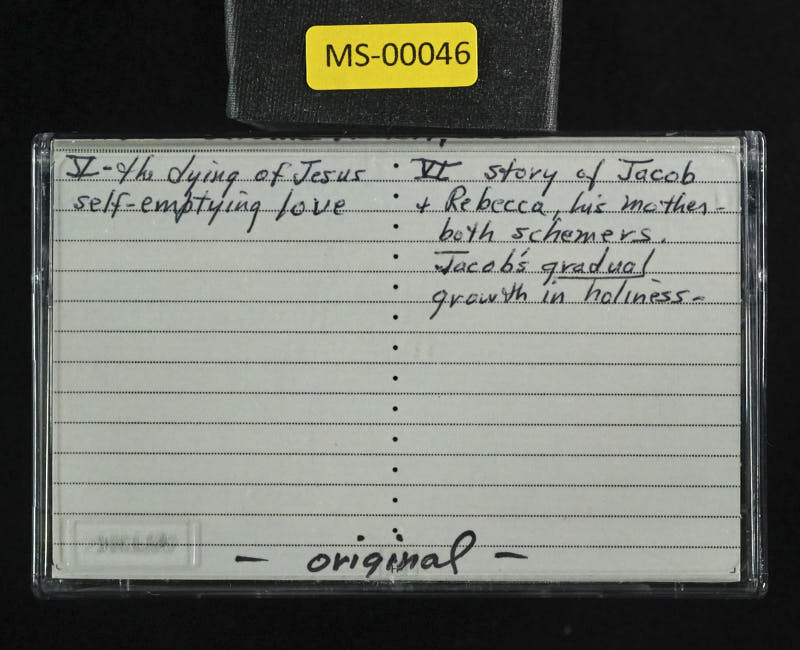 MS-00046
V-the dying of Jesus
self-emptying love
VI story of Jacob
+ Rebecca, his mother-
both schemers.
Jacob's gradual
growth in holiness-
- original -